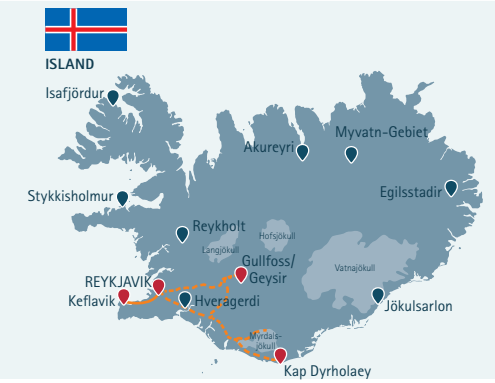 ISLAND
Isafjördur
Akureyri
Myvatn-Gebiet
Stykkisholmur
Egilsstadir
Reykholt
Hofsjökull
Langjökull
Gullfoss/
Geysir
Vatnajökull
REYKJAVIK
Keflavik
Hveragerdi
Jökulsarlon
Myrdals-
jökull
Kap Dyrholaey